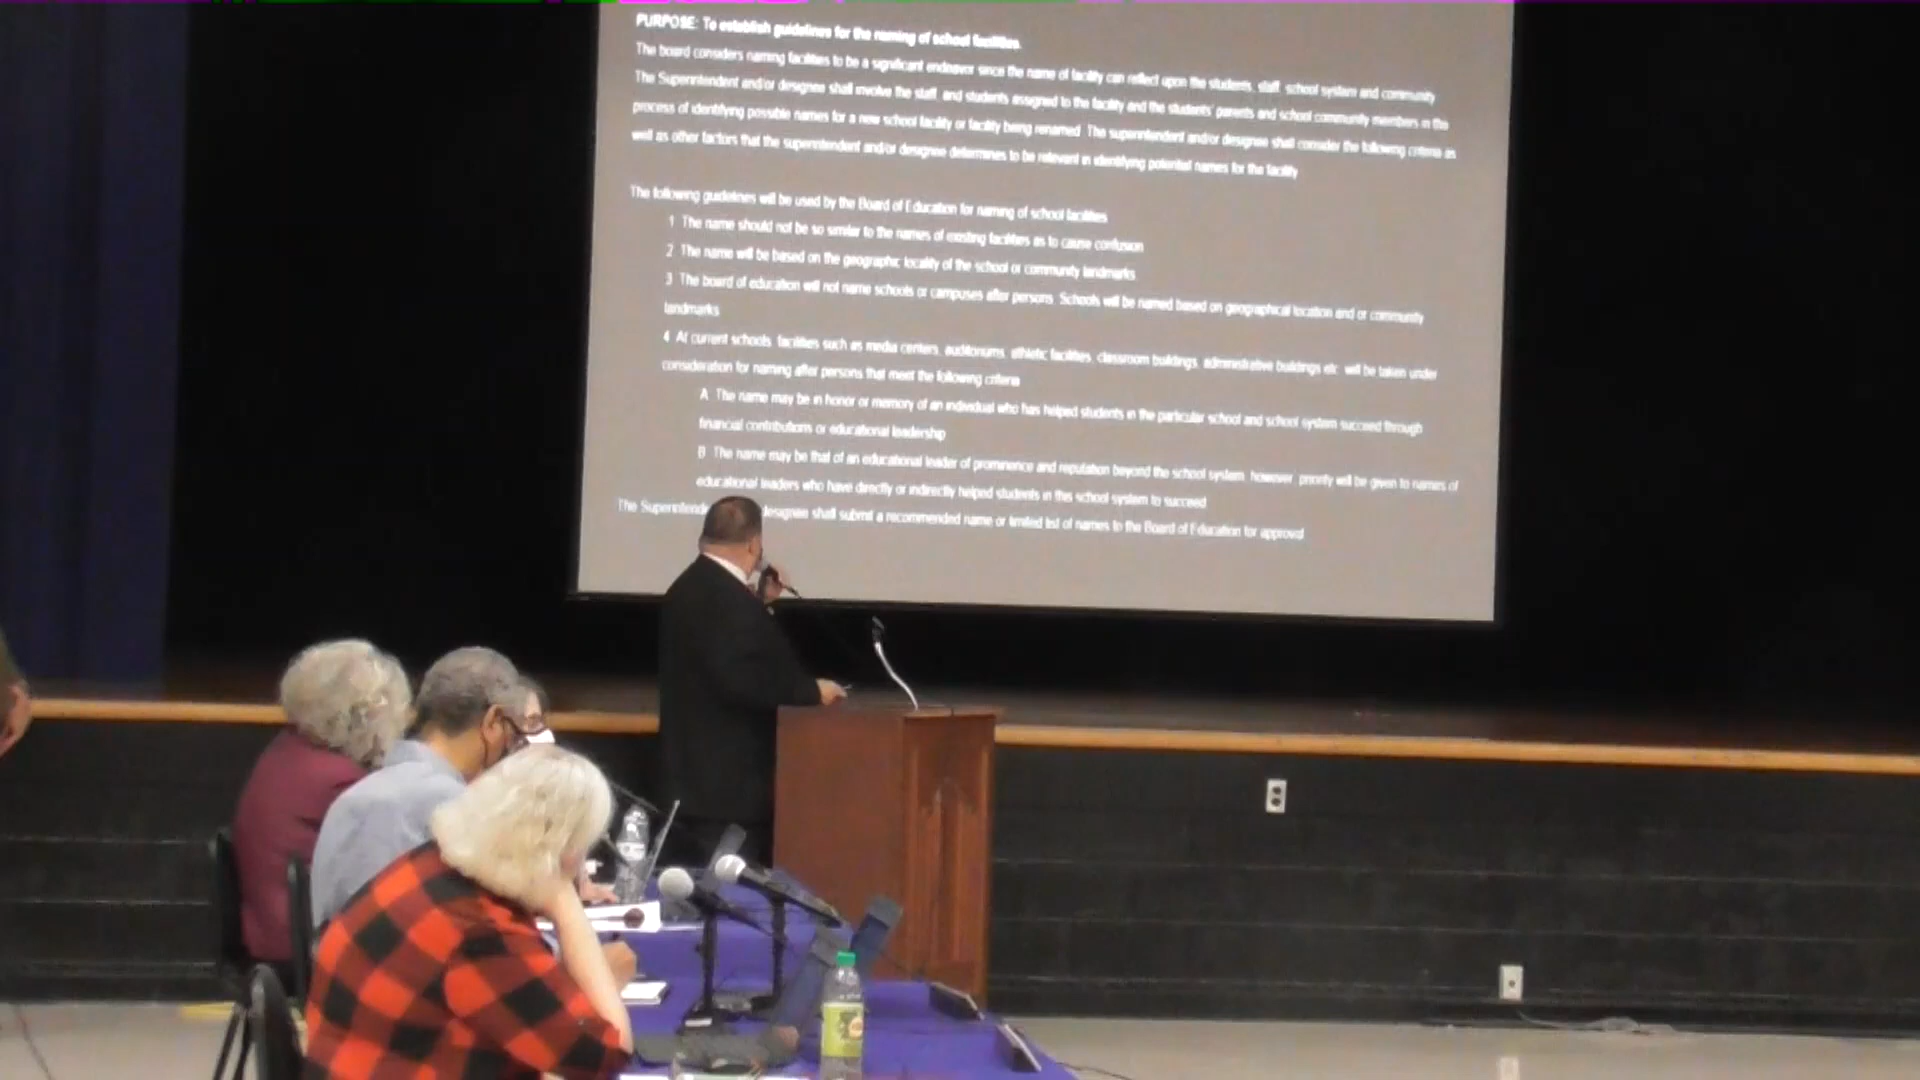 PURPOSE: To establish guidelines for the naming of school facilities.
The board considers naming facilities to be a significant endeavor since the name of facility can reflect upon the students, staff, school system and community
The Superintendent and/or designee shall involve the staff, and students assigned to the facility and the students' parents and school community members in the
process of identifying possible names for a new school facility or facility being renamed. The superintendent and/or designee shall consider the following criteria as
well as other factors that the superintendent and/or designee determines to be relevant in identifying potential names for the facility
The following guidelines will be used by the Board of Education for naming of school facilities
1 The name should not be so similar to the names of existing facilities as to cause confusion
2 The name will be based on the geographic locality of the school or community landmarks
3 The board of education will not name schools or campuses after persons. Schools will be named based on geographical location and or community
landmarks
4 At current schools, facilities such as media centers, auditoriums, athletic facilities, classroom buildings, administrative buildings etc. will be taken under
consideration for naming after persons that meet the following criteria
A. The name may be in honor or memory of an individual who has helped students in the particular school and school system succeed through
financial contributions or educational leadership
B. The name may be that of an educational leader of prominence and reputation beyond the school system, however, priority will be given to names of
educational leaders who have directly or indirectly helped students in this school system to succeed
The Superintende designee shall submit a recommended name or limited list of names to the Board of Education for approval